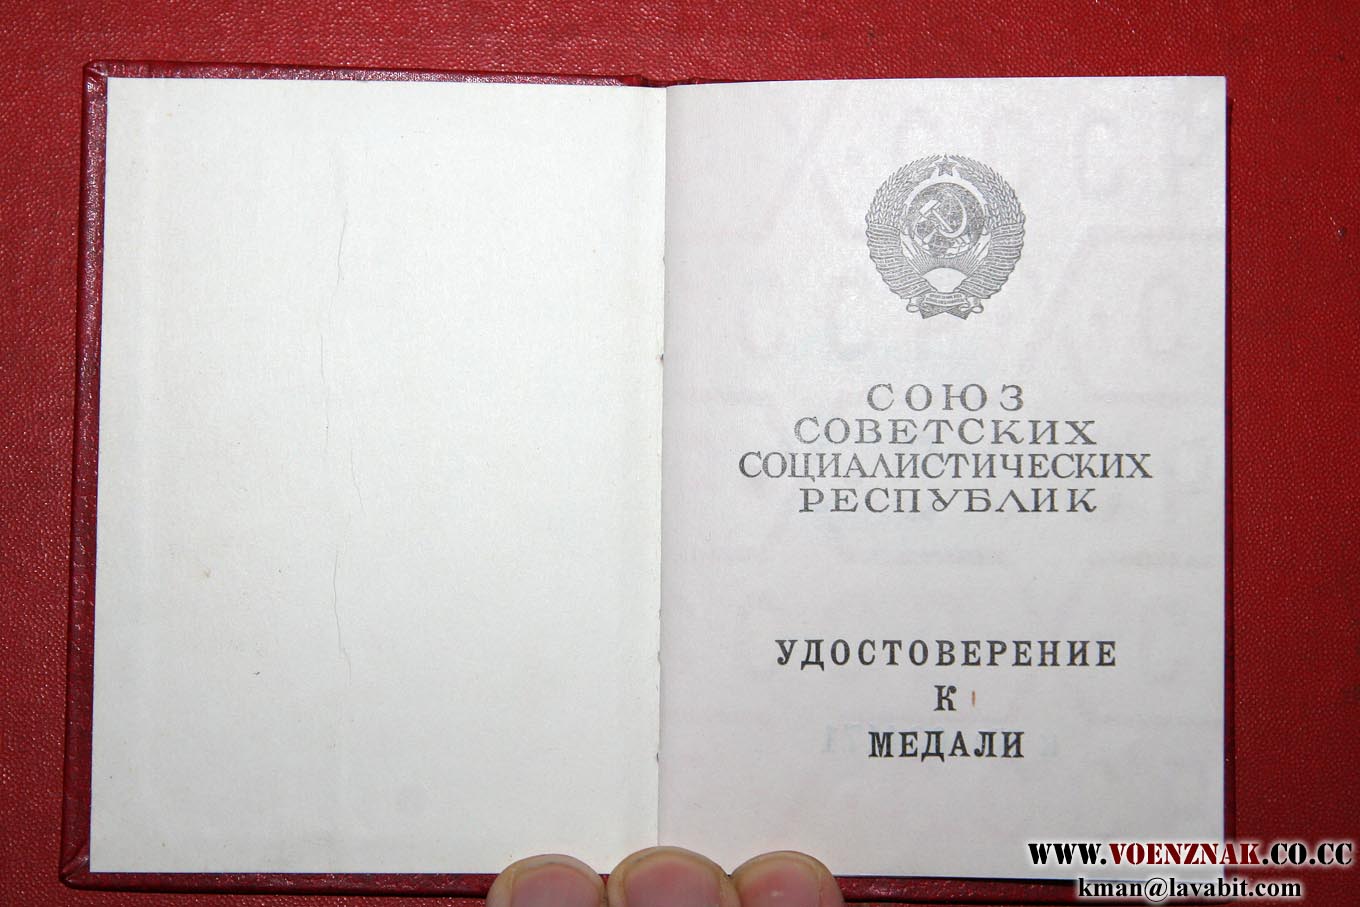 СОЮЗ
СОВЕТСКИХ
СОЦИАЛИСТИЧЕСКИХ
РЕСПУБЛИК
УДОСТОВЕРЕНИЕ
К
МЕДАЛИ
WWW.VOENZNAK.CO.CC
kman@lavabit.com